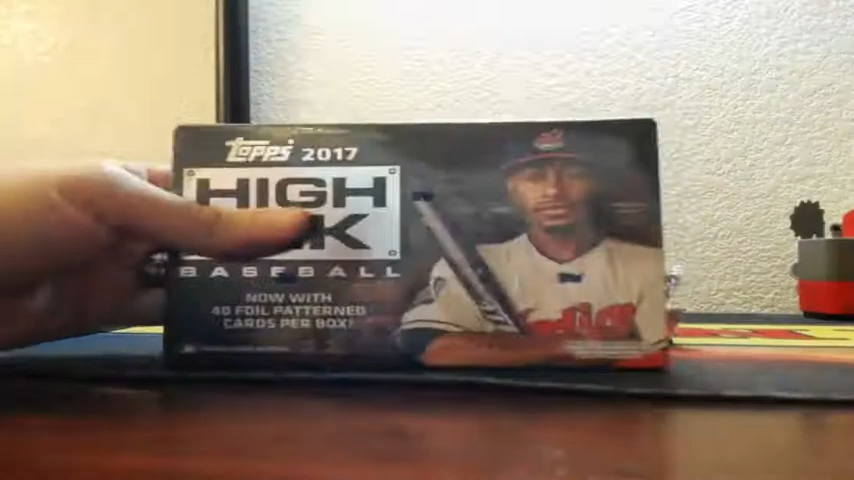 Topps 2017
HIGH
K
BASEBALL
NOW WITH
40 FOIL PATTERNED
CARDS PER BOX!